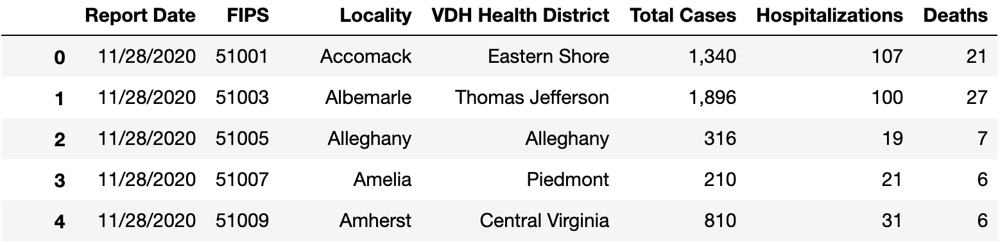 Report Date FIPS Locality VDH Health District Total Cases Hospitalizations Deaths
0 11/28/2020 51001 Accomack Eastern Shore 1,340 107 21
1 11/28/2020 51003 Albemarle Thomas Jefferson 1,896 100 27
2 11/28/2020 51005 Alleghany Alleghany 316 19 7
3 11/28/2020 51007 Amelia Piedmont 210 21 6
4 11/28/2020 51009 Amherst Central Virginia 810 31 6